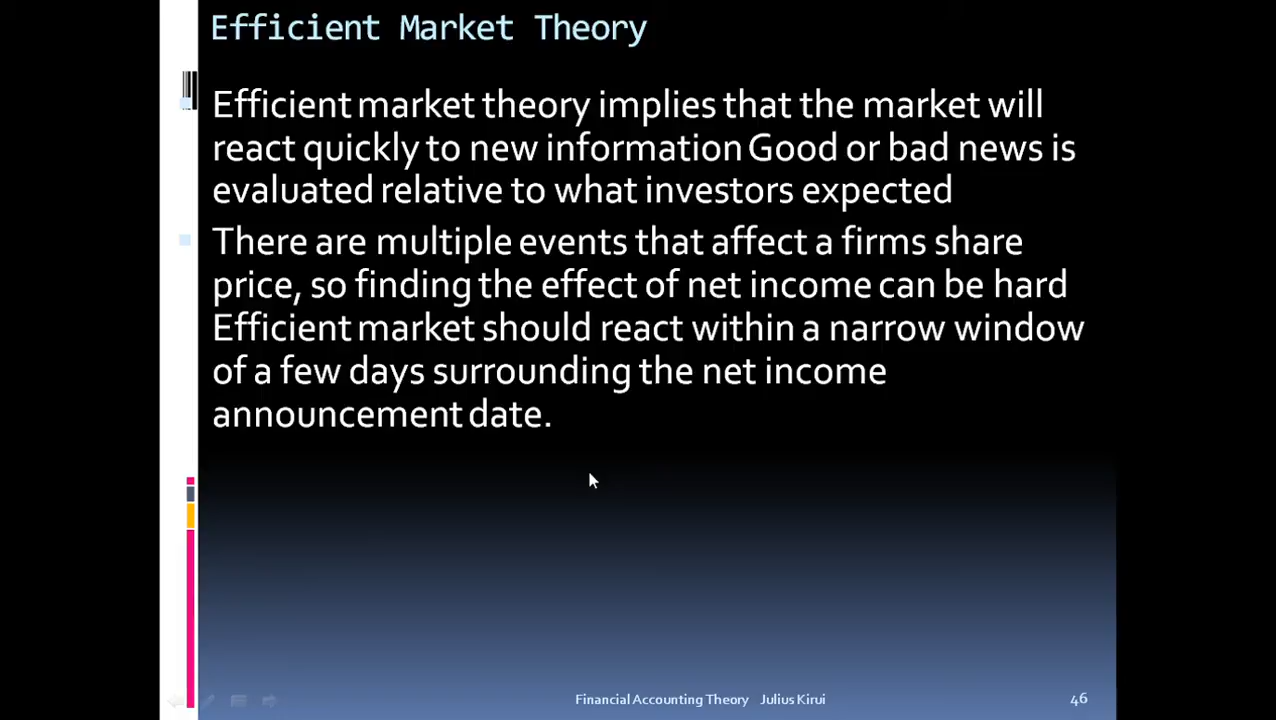 Efficient Market Theory
Efficient market theory implies that the market will
react quickly to new information Good or bad news is
evaluated relative to what investors expected
There are multiple events that affect a firms share
price, so finding the effect of net income can be hard
Efficient market should react within a narrow window
of a few days surrounding the net income
announcement date.
Financial Accounting Theory Julius Kirui
46